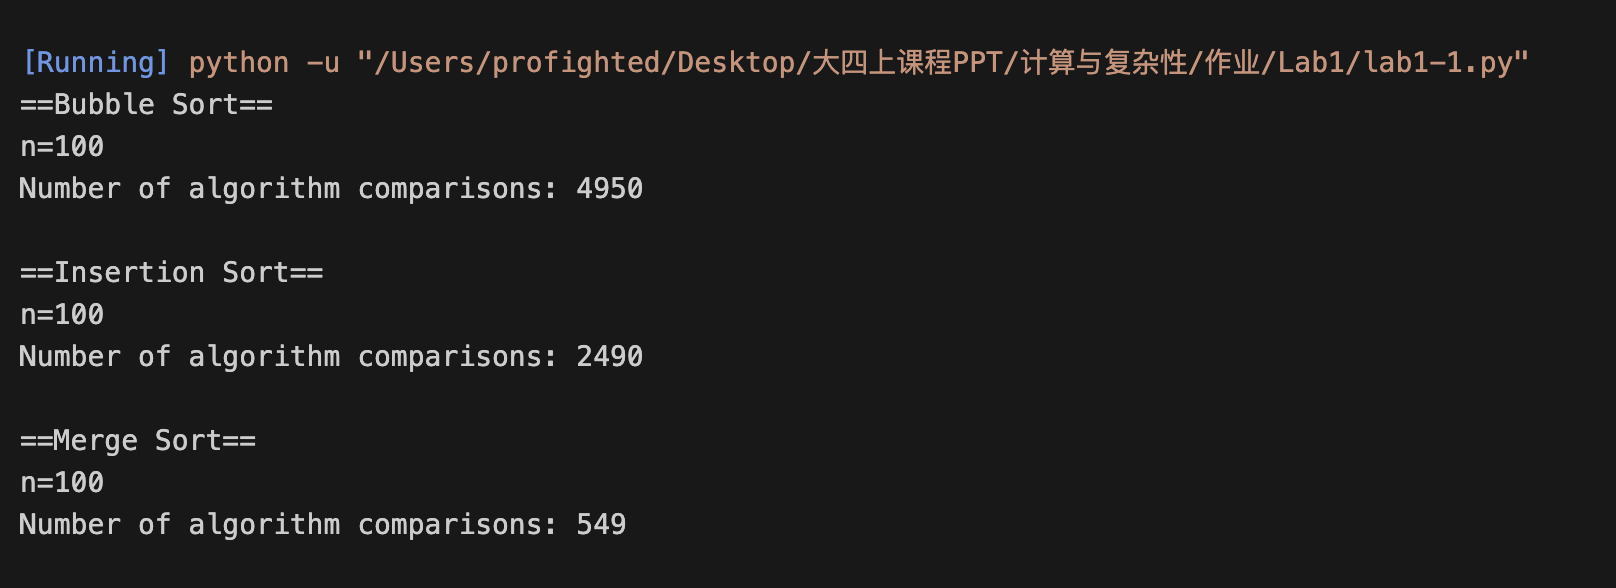 [Running] python -u "/Users/profighted/Desktop/大四上课程PPT/计算与复杂性/作业/Lab1/lab1-1.py"
==Bubble Sort==
n=100
Number of algorithm comparisons: 4950
==Insertion Sort==
n=100
Number of algorithm comparisons: 2490
==Merge Sort==
n=100
Number of algorithm comparisons: 549